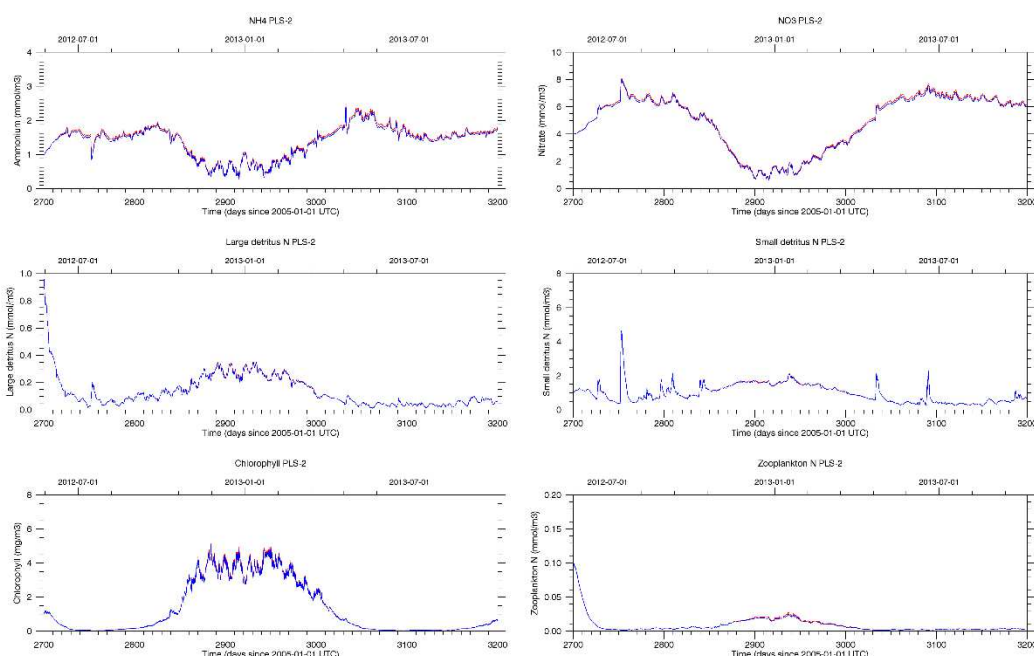 NH4 PLS-2
2012-07-01 2013-01-01 2013-07-01
4
3
2
1
0
Ammonium (mmol/m3)
2700 2800 2900 3000 3100 3200
Time (days since 2005-01-01 UTC)
NO3 PLS-2
2012-07-01 2013-01-01 2013-07-01
10
8
6
4
2
0
Nitrate (mmol/m3)
2700 2800 2900 3000 3100 3200
Time (days since 2005-01-01 UTC)
Large detritus N PLS-2
2012-07-01 2013-01-01 2013-07-01
1.0
0.8
0.6
0.4
0.2
0.0
Large detritus N (mmol/m3)
2700 2800 2900 3000 3100 3200
Time (days since 2005-01-01 UTC)
Small detritus N PLS-2
2012-07-01 2013-01-01 2013-07-01
8
6
4
2
0
Small detritus N (mmol/m3)
2700 2800 2900 3000 3100 3200
Time (days since 2005-01-01 UTC)
Chlorophyll PLS-2
2012-07-01 2013-01-01 2013-07-01
8
6
4
2
0
Chlorophyll (mg/m3)
2700 2800 2900 3000 3100 3200
Time (days since 2005-01-01 UTC)
Zooplankton N PLS-2
2012-07-01 2013-01-01 2013-07-01
0.20
0.15
0.10
0.05
0.00
Zooplankton N (mmol/m3)
2700 2800 2900 3000 3100 3200
Time (days since 2005-01-01 UTC)